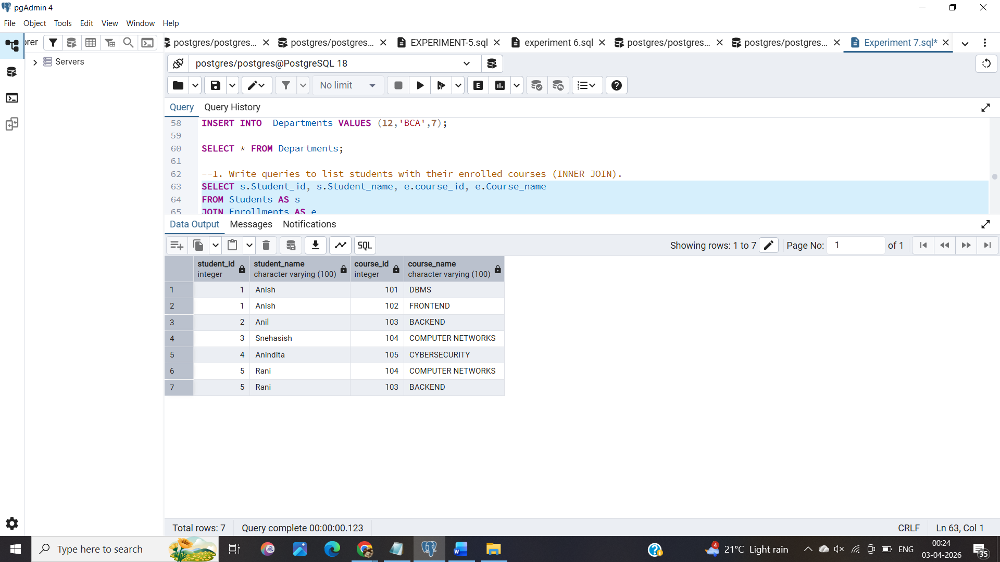 pgAdmin 4
File Object Tools Edit View Window Help
orer postgres/postgres... postgres/postgres... EXPERIMENT-5.sql experiment 6.sql postgres/postgres... postgres/postgres... Experiment 7.sql*
Servers
postgres/postgres@PostgreSQL 18
No limit E
Query Query History
58 INSERT INTO Departments VALUES (12,'BCA',7);
59
60 SELECT * FROM Departments;
61
62 --1. Write queries to list students with their enrolled courses (INNER JOIN).
63 SELECT s.Student_id, s.Student_name, e.course_id, e.Course_name
64 FROM Students AS s
65 JOIN Enrollments AS e
Data Output Messages Notifications
SQL Showing rows: 1 to 7 Page No: 1 of 1
student_id student_name course_id course_name
integer character varying (100) integer character varying (100)
1 1 Anish 101 DBMS
2 1 Anish 102 FRONTEND
3 2 Anil 103 BACKEND
4 3 Snehasish 104 COMPUTER NETWORKS
5 4 Anindita 105 CYBERSECURITY
6 5 Rani 104 COMPUTER NETWORKS
7 5 Rani 103 BACKEND
Total rows: 7 Query complete 00:00:00.123 CRLF Ln 63, Col 1
Type here to search 4 21°C Light rain ENG 00:24
03-04-2026 35